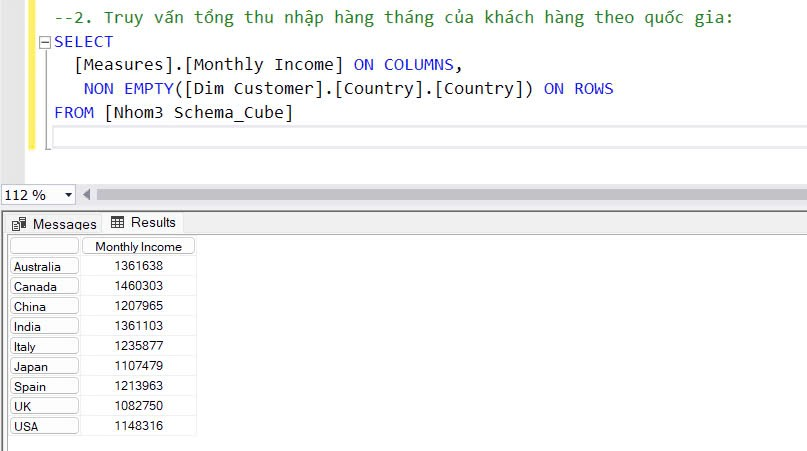 --2. Truy vấn tổng thu nhập hàng tháng của khách hàng theo quốc gia:
SELECT
[Measures].[Monthly Income] ON COLUMNS,
NON EMPTY([Dim Customer].[Country].[Country]) ON ROWS
FROM [Nhom3 Schema_Cube]
112 %
Messages Results
Monthly Income
Australia 1361638
Canada 1460303
China 1207965
India 1361103
Italy 1235877
Japan 1107479
Spain 1213963
UK 1082750
USA 1148316